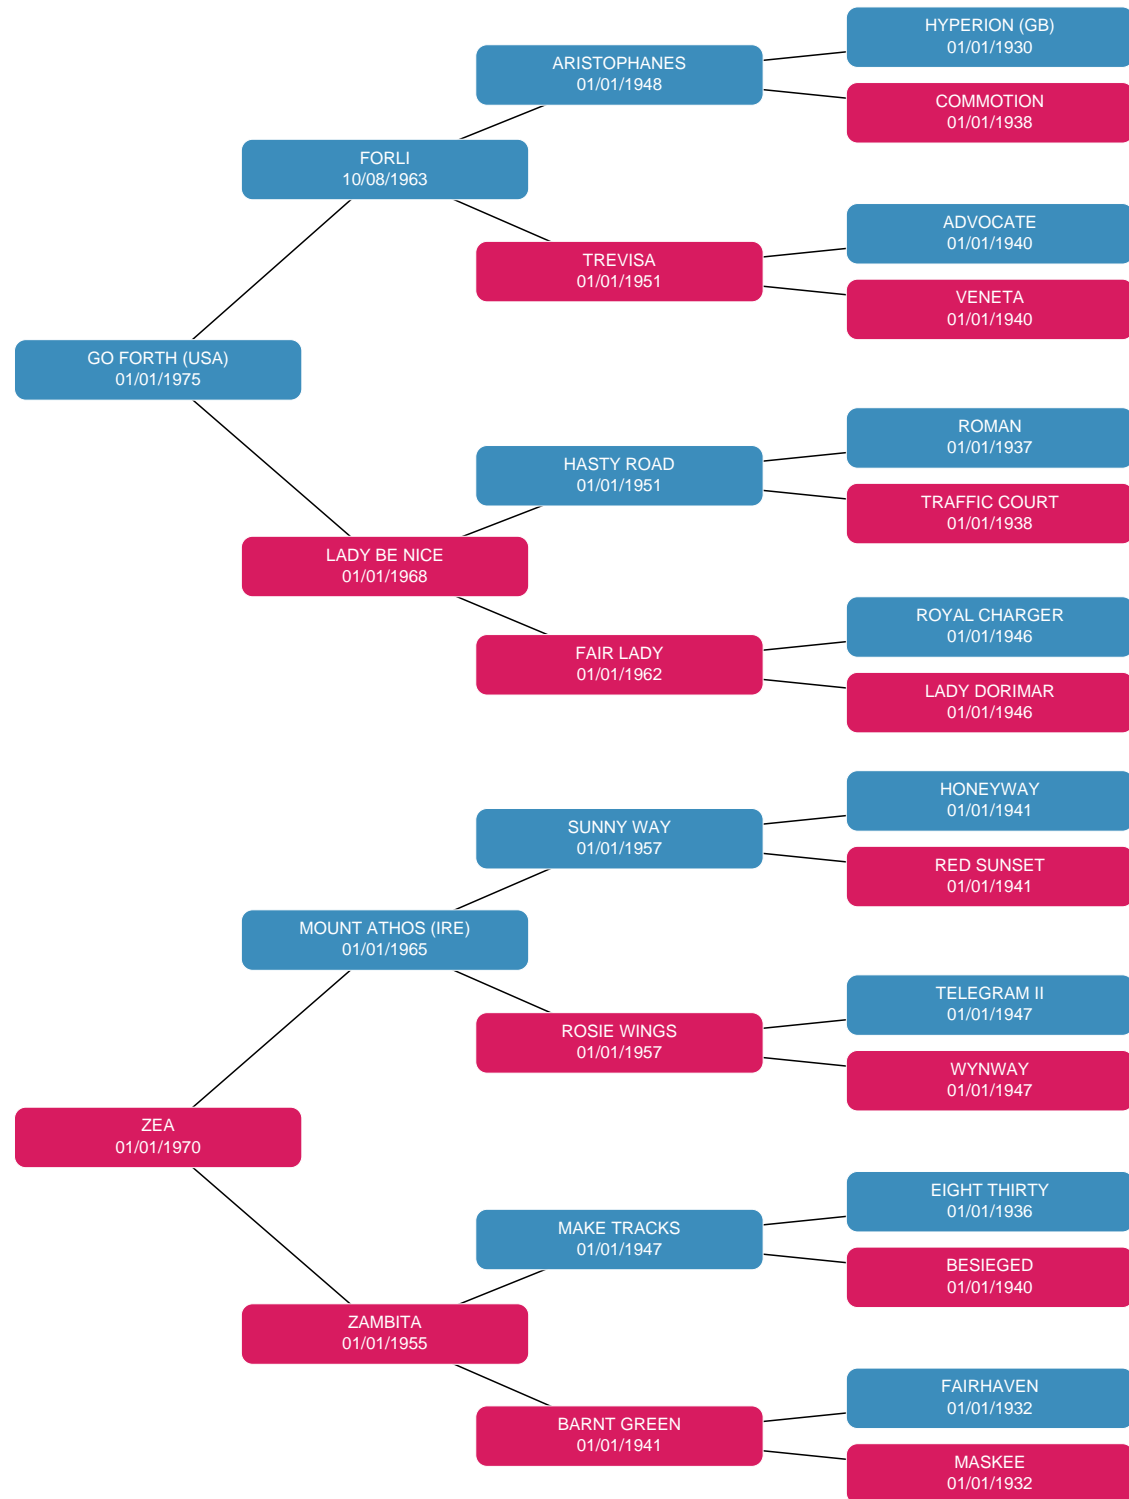 HYPERION (GB)
01/01/1930
ARISTOPHANES
01/01/1948
COMMOTION
01/01/1938
FORLI
10/08/1963
ADVOCATE
01/01/1940
TREVISA
01/01/1951
VENETA
01/01/1940
GO FORTH (USA)
01/01/1975
ROMAN
01/01/1937
HASTY ROAD
01/01/1951
TRAFFIC COURT
01/01/1938
LADY BE NICE
01/01/1968
ROYAL CHARGER
01/01/1946
FAIR LADY
01/01/1962
LADY DORIMAR
01/01/1946
HONEYWAY
01/01/1941
SUNNY WAY
01/01/1957
RED SUNSET
01/01/1941
MOUNT ATHOS (IRE)
01/01/1965
TELEGRAM II
01/01/1947
ROSIE WINGS
01/01/1957
WYNWAY
01/01/1947
ZEA
01/01/1970
EIGHT THIRTY
01/01/1936
MAKE TRACKS
01/01/1947
BESIEGED
01/01/1940
ZAMBITA
01/01/1955
FAIRHAVEN
01/01/1932
BARNT GREEN
01/01/1941
MASKEE
01/01/1932